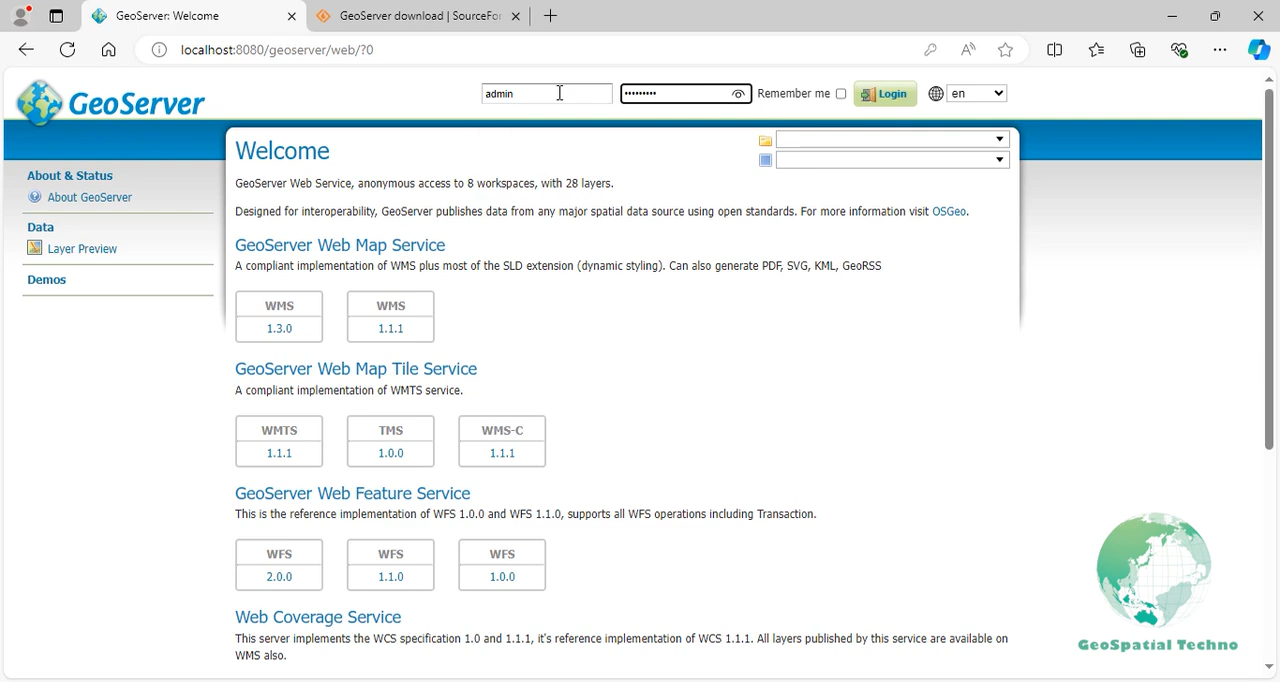 GeoServer: Welcome
GeoServer download | SourceFor
localhost:8080/geoserver/web/?0
GeoServer
admin
•••••••••
Remember me
Login
en
Welcome
About & Status
About GeoServer
Data
Layer Preview
Demos
GeoServer Web Service, anonymous access to 8 workspaces, with 28 layers.
Designed for interoperability, GeoServer publishes data from any major spatial data source using open standards. For more information visit OSGeo.
GeoServer Web Map Service
A compliant implementation of WMS plus most of the SLD extension (dynamic styling). Can also generate PDF, SVG, KML, GeoRSS
WMS WMS
1.3.0 1.1.1
GeoServer Web Map Tile Service
A compliant implementation of WMTS service.
WMTS TMS WMS-C
1.1.1 1.0.0 1.1.1
GeoServer Web Feature Service
This is the reference implementation of WFS 1.0.0 and WFS 1.1.0, supports all WFS operations including Transaction.
WFS WFS WFS
2.0.0 1.1.0 1.0.0
Web Coverage Service
This server implements the WCS specification 1.0 and 1.1.1, it's reference implementation of WCS 1.1.1. All layers published by this service are available on
WMS also.
GeoSpatial Techno